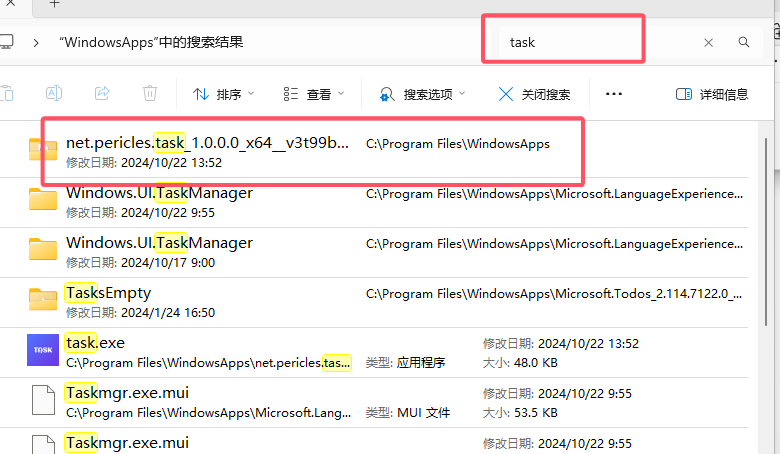 “WindowsApps”中的搜索结果
task
排序
查看
搜索选项
关闭搜索
详细信息
net.pericles.task_1.0.0.0_x64__v3t99b... C:\Program Files\WindowsApps
修改日期: 2024/10/22 13:52
Windows.UI.TaskManager C:\Program Files\WindowsApps\Microsoft.LanguageExperience...
修改日期: 2024/10/22 9:55
Windows.UI.TaskManager C:\Program Files\WindowsApps\Microsoft.LanguageExperience...
修改日期: 2024/10/17 9:00
TasksEmpty C:\Program Files\WindowsApps\Microsoft.Todos_2.114.7122.0_...
修改日期: 2024/1/24 16:50
TASK
task.exe 修改日期: 2024/10/22 13:52
C:\Program Files\WindowsApps\net.pericles.tas... 类型: 应用程序 大小: 48.0 KB
Taskmgr.exe.mui 修改日期: 2024/10/22 9:55
C:\Program Files\WindowsApps\Microsoft.Lang... 类型: MUI 文件 大小: 53.5 KB
Taskmgr.exe.mui 修改日期: 2024/10/22 9:55